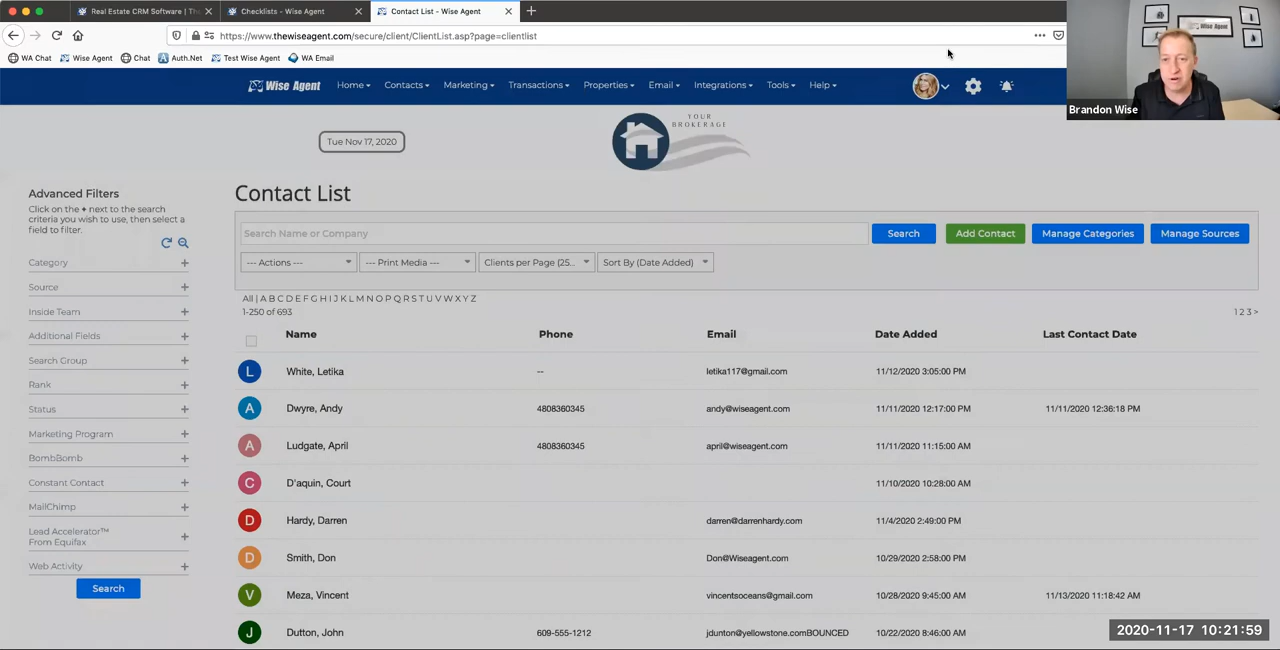 Real Estate CRM Software | Th
Checklists - Wise Agent
Contact List - Wise Agent
https://www.thewiseagent.com/secure/client/ClientList.asp?page=clientlist
WA Chat Wise Agent Chat Auth.Net Test Wise Agent WA Email
Wise Agent
Brandon Wise
Wise Agent Home Contacts Marketing Transactions Properties Email Integrations Tools Help
YOUR
BROKERAGE
Tue Nov 17, 2020
Contact List
Advanced Filters
Click on the + next to the search
criteria you wish to use, then select a
field to filter.
Category +
Source +
Inside Team +
Additional Fields +
Search Group +
Rank +
Status +
Marketing Program +
BombBomb +
Constant Contact +
MailChimp +
Lead Accelerator™
From Equifax +
Web Activity +
Search
Search Name or Company
Search Add Contact Manage Categories Manage Sources
--- Actions --- --- Print Media --- Clients per Page (25... Sort By (Date Added)
All | A B C D E F G H I J K L M N O P Q R S T U V W X Y Z
1-250 of 693
1 2 3 >
Name Phone Email Date Added Last Contact Date
L White, Letika -- letika117@gmail.com 11/12/2020 3:05:00 PM
A Dwyre, Andy 4808360345 andy@wiseagent.com 11/11/2020 12:17:00 PM 11/11/2020 12:36:18 PM
A Ludgate, April 4808360345 april@wiseagent.com 11/11/2020 11:15:00 AM
C D'aquin, Court 11/10/2020 10:28:00 AM
D Hardy, Darren darren@darrenhardy.com 11/4/2020 2:49:00 PM
D Smith, Don Don@Wiseagent.com 10/29/2020 2:58:00 PM
V Meza, Vincent vincentsoceans@gmail.com 10/28/2020 9:45:00 AM 11/13/2020 11:18:42 AM
J Dutton, John 609-555-1212 jdunton@yellowstone.comBOUNCED 10/22/2020 8:46:00 AM
2020-11-17 10:21:59